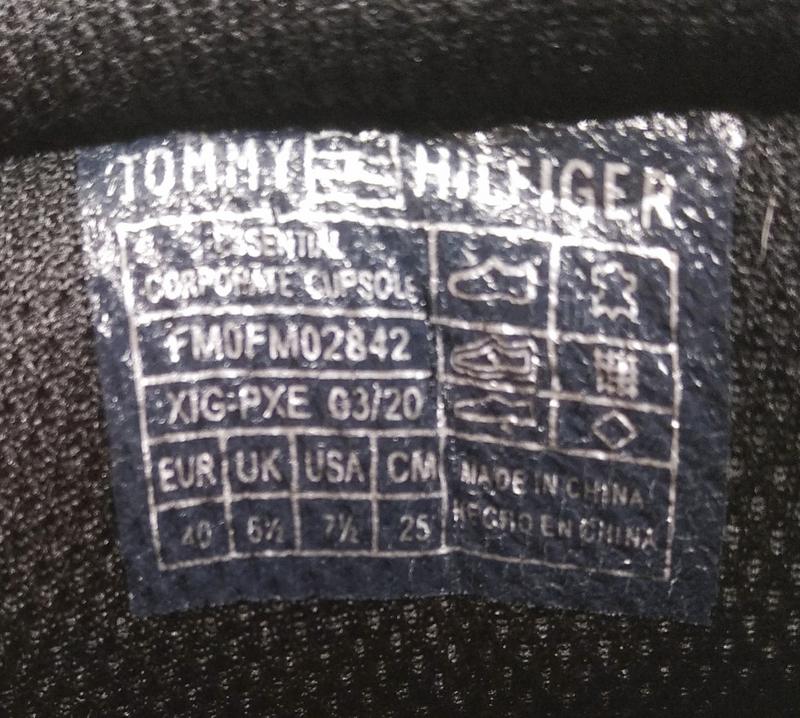 TOMMY HILFIGER
ESSENTIAL
CORPORATE CUPSOLE
FM0FM02842
XIG-PXE 03/20
EUR UK USA CM
40 6½ 7½ 25
MADE IN CHINA
HECHO EN CHINA